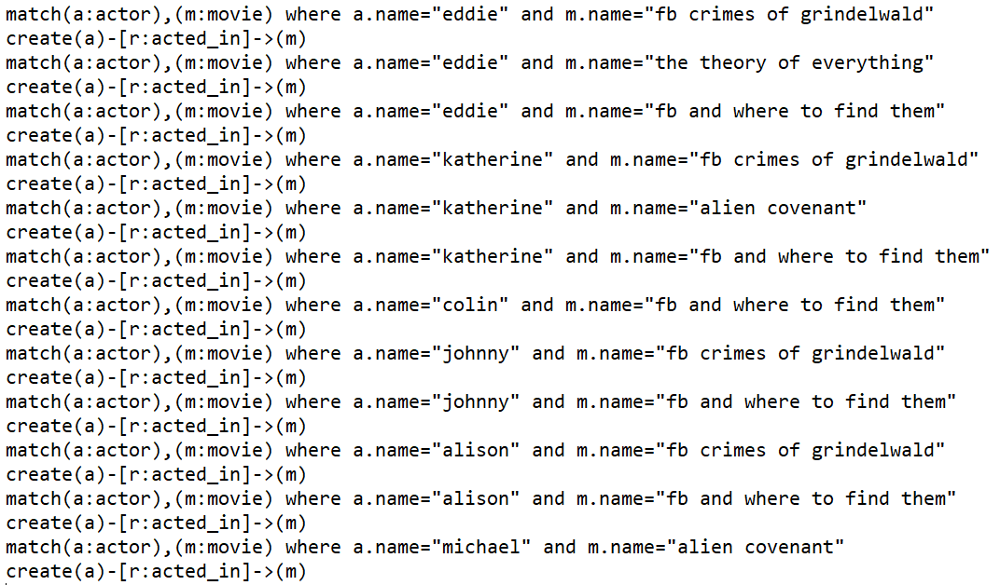 match(a:actor),(m:movie) where a.name="eddie" and m.name="fb crimes of grindelwald"
create(a)-[r:acted_in]->(m)
match(a:actor),(m:movie) where a.name="eddie" and m.name="the theory of everything"
create(a)-[r:acted_in]->(m)
match(a:actor),(m:movie) where a.name="eddie" and m.name="fb and where to find them"
create(a)-[r:acted_in]->(m)
match(a:actor),(m:movie) where a.name="katherine" and m.name="fb crimes of grindelwald"
create(a)-[r:acted_in]->(m)
match(a:actor),(m:movie) where a.name="katherine" and m.name="alien covenant"
create(a)-[r:acted_in]->(m)
match(a:actor),(m:movie) where a.name="katherine" and m.name="fb and where to find them"
create(a)-[r:acted_in]->(m)
match(a:actor),(m:movie) where a.name="colin" and m.name="fb and where to find them"
create(a)-[r:acted_in]->(m)
match(a:actor),(m:movie) where a.name="johnny" and m.name="fb crimes of grindelwald"
create(a)-[r:acted_in]->(m)
match(a:actor),(m:movie) where a.name="johnny" and m.name="fb and where to find them"
create(a)-[r:acted_in]->(m)
match(a:actor),(m:movie) where a.name="alison" and m.name="fb crimes of grindelwald"
create(a)-[r:acted_in]->(m)
match(a:actor),(m:movie) where a.name="alison" and m.name="fb and where to find them"
create(a)-[r:acted_in]->(m)
match(a:actor),(m:movie) where a.name="michael" and m.name="alien covenant"
create(a)-[r:acted_in]->(m)